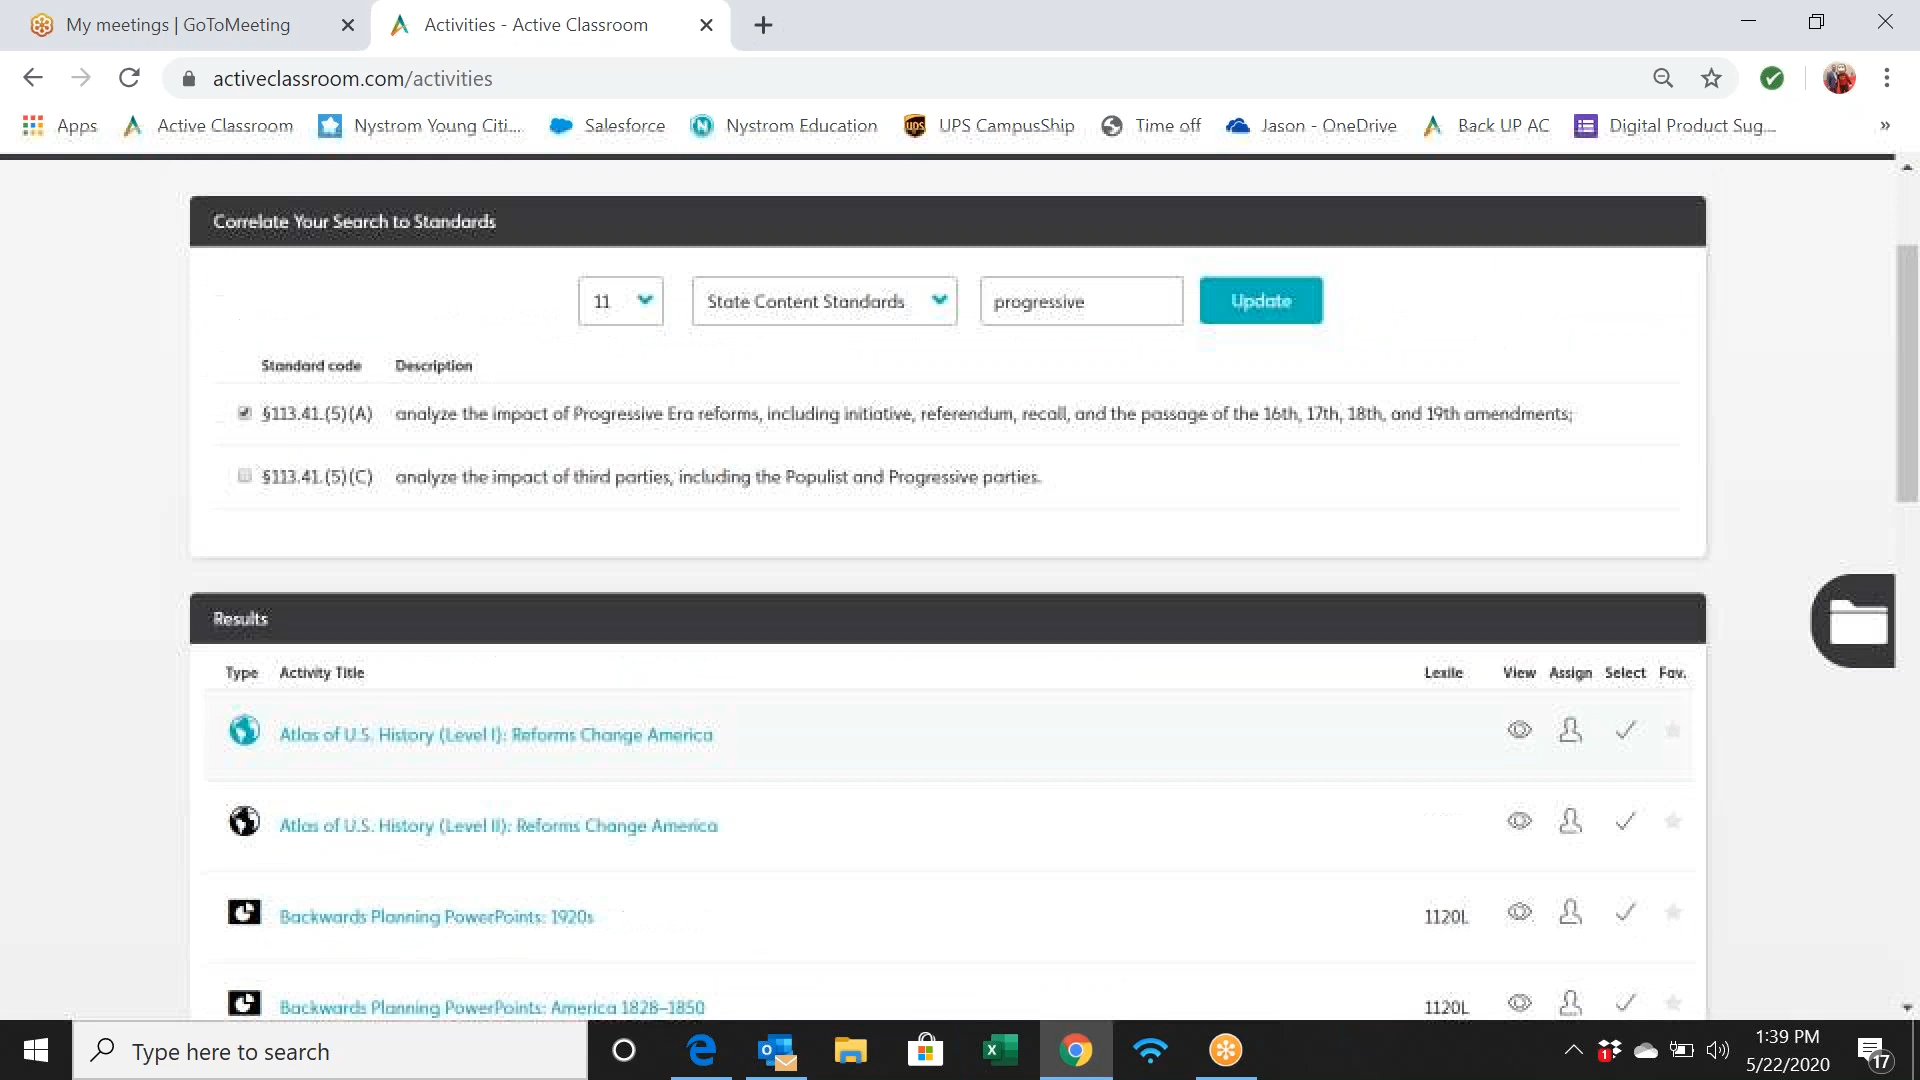 My meetings | GoToMeeting
Activities - Active Classroom
activeclassroom.com/activities
Apps
Active Classroom
Nystrom Young Citi...
Salesforce
Nystrom Education
UPS CampusShip
Time off
Jason - OneDrive
Back UP AC
Digital Product Sug...
»
Correlate Your Search to Standards
11
State Content Standards
progressive
Update
Standard code Description
§113.41.(5)(A) analyze the impact of Progressive Era reforms, including initiative, referendum, recall, and the passage of the 16th, 17th, 18th, and 19th amendments;
§113.41.(5)(C) analyze the impact of third parties, including the Populist and Progressive parties.
Results
Type Activity Title Lexile View Assign Select Fav.
Atlas of U.S. History (Level I): Reforms Change America
Atlas of U.S. History (Level II): Reforms Change America
Backwards Planning PowerPoints: 1920s 1120L
Backwards Planning PowerPoints: America 1828–1850 1120L
Type here to search
1:39 PM
5/22/2020
17